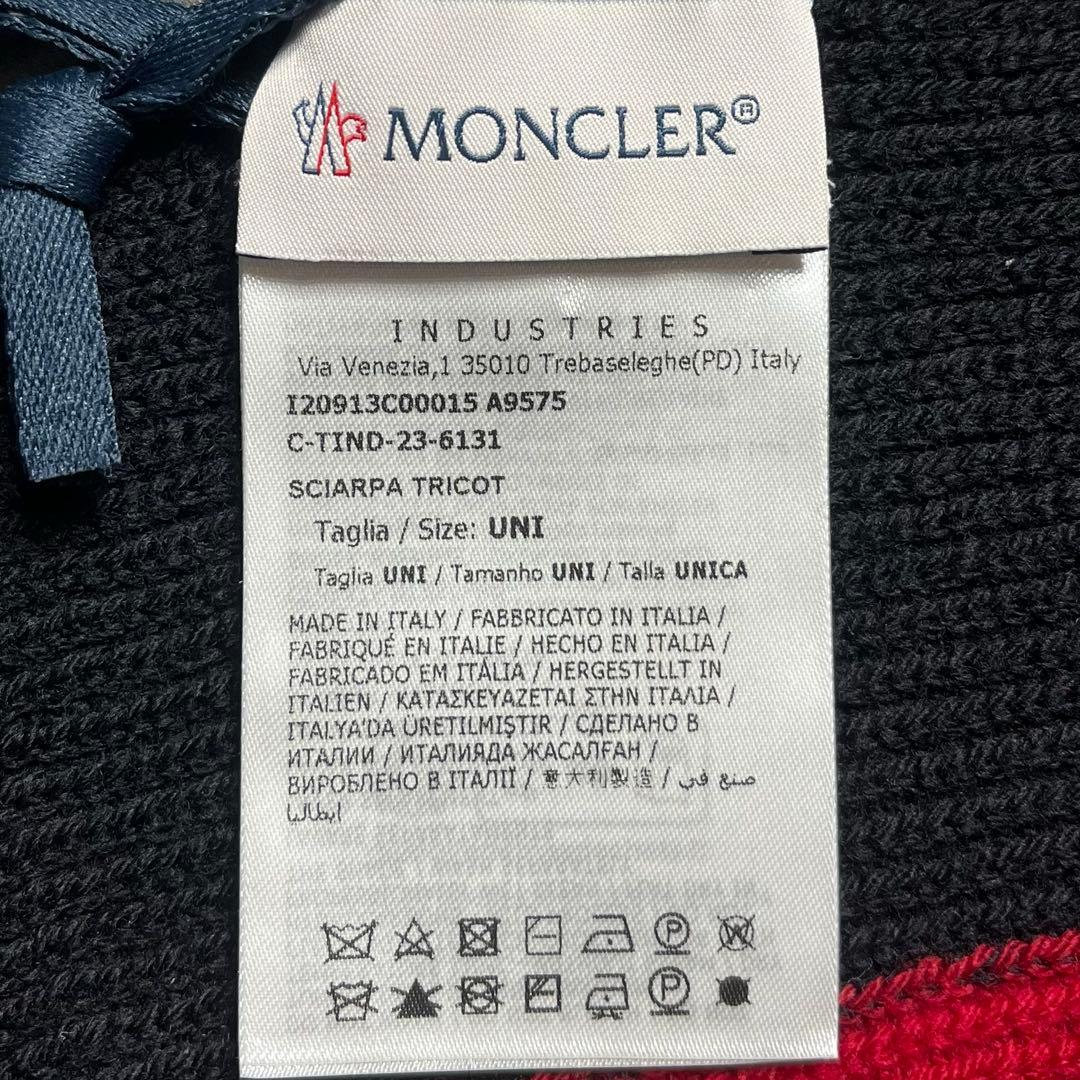 MONCLER®
INDUSTRIES
Via Venezia,1 35010 Trebaseleghe(PD) Italy
I20913C00015 A9575
C-TIND-23-6131
SCIARPA TRICOT
Taglia / Size: UNI
Taglia UNI / Tamanho UNI / Talla UNICA
MADE IN ITALY / FABBRICATO IN ITALIA /
FABRIQUÉ EN ITALIE / HECHO EN ITALIA /
FABRICADO EM ITÁLIA / HERGESTELLT IN
ITALIEN / ΚΑΤΑΣΚΕΥΑΖΕΤΑΙ ΣΤΗΝ ΙΤΑΛΙΑ /
ITALYA'DA ÜRETILMIŞTIR / СДЕЛАНО В
ИТАЛИИ / ИТАЛИЯДА ЖАСАЛҒАН /
ВИРОБЛЕНО В ІТАЛІЇ / 意大利製造 / صنع في
ايطاليا
P W
P